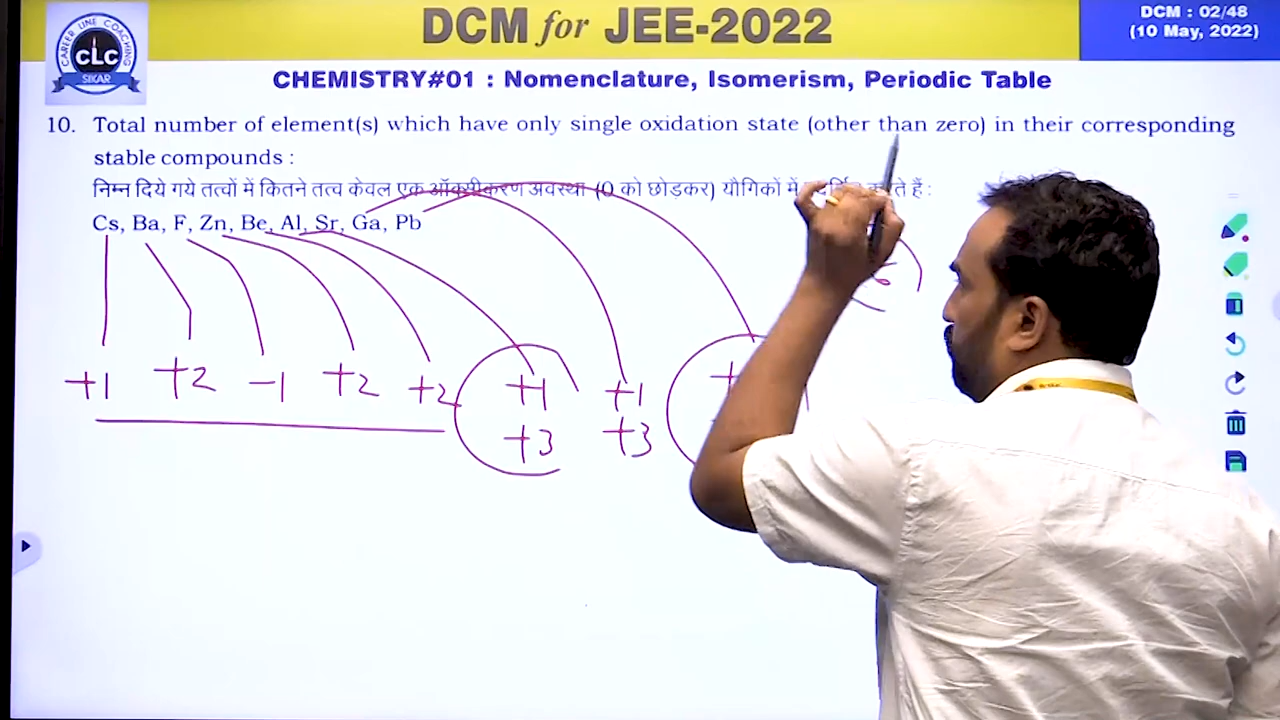 DCM for JEE-2022
DCM : 02/48
(10 May, 2022)
CAREER LINE COACHING
CLC
SIKAR
CHEMISTRY#01 : Nomenclature, Isomerism, Periodic Table
10. Total number of element(s) which have only single oxidation state (other than zero) in their corresponding
stable compounds :
निम्न दिये गये तत्वों में कितने तत्व केवल एक ऑक्सीकरण अवस्था (0 को छोड़कर) यौगिकों में हैं :
Cs, Ba, F, Zn, Be, Al, Sr, Ga, Pb
+1 +2 -1 +2 +2 +1 +1
+3 +3